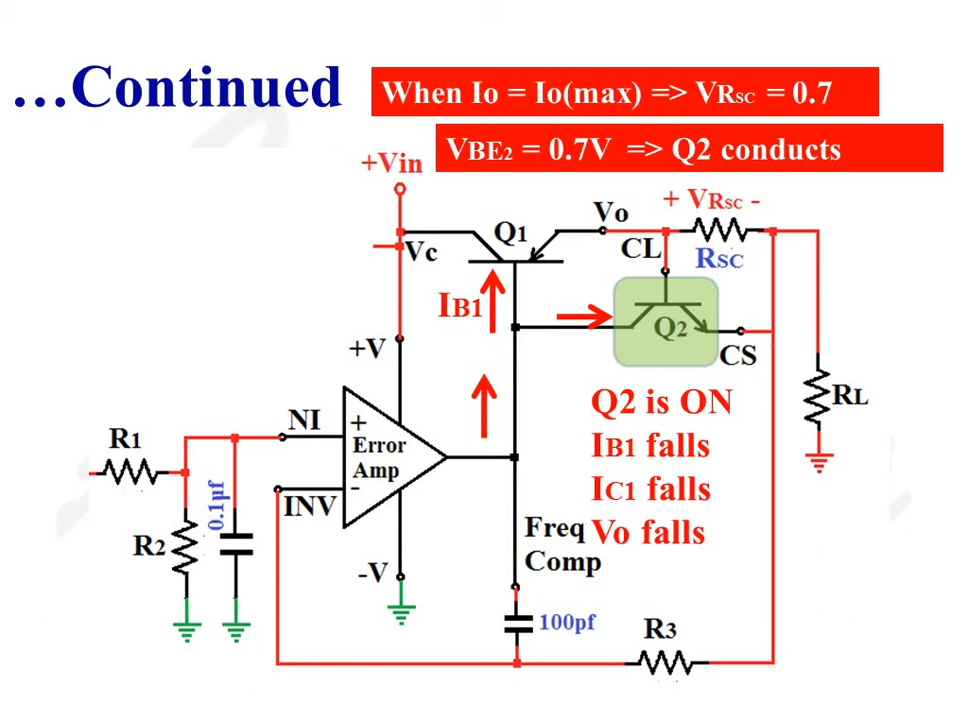 …Continued
When Io = Io(max) => VRSC = 0.7
VBE2 = 0.7V => Q2 conducts
+Vin
+ VRSC -
Vo
Q1
Vc
CL
RSC
IB1
Q2
+V
CS
Q2 is ON
RL
NI
+
R1
Error
Amp
IB1 falls
-
INV
0.1µf
IC1 falls
R2
Freq
Vo falls
Comp
-V
100pf
R3